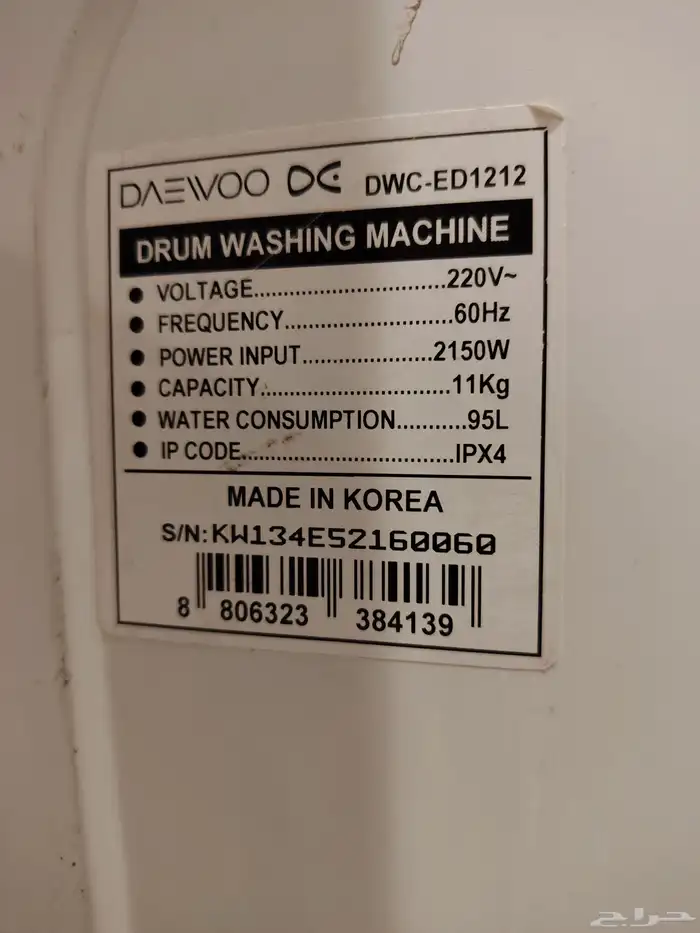 DAEWOO DWC-ED1212
DRUM WASHING MACHINE
● VOLTAGE................................220V~
● FREQUENCY...........................60Hz
● POWER INPUT.....................2150W
● CAPACITY...............................11Kg
● WATER CONSUMPTION...........95L
● IP CODE...................................IPX4
MADE IN KOREA
S/N:KW134E52160060
8 806323 384139
حراج